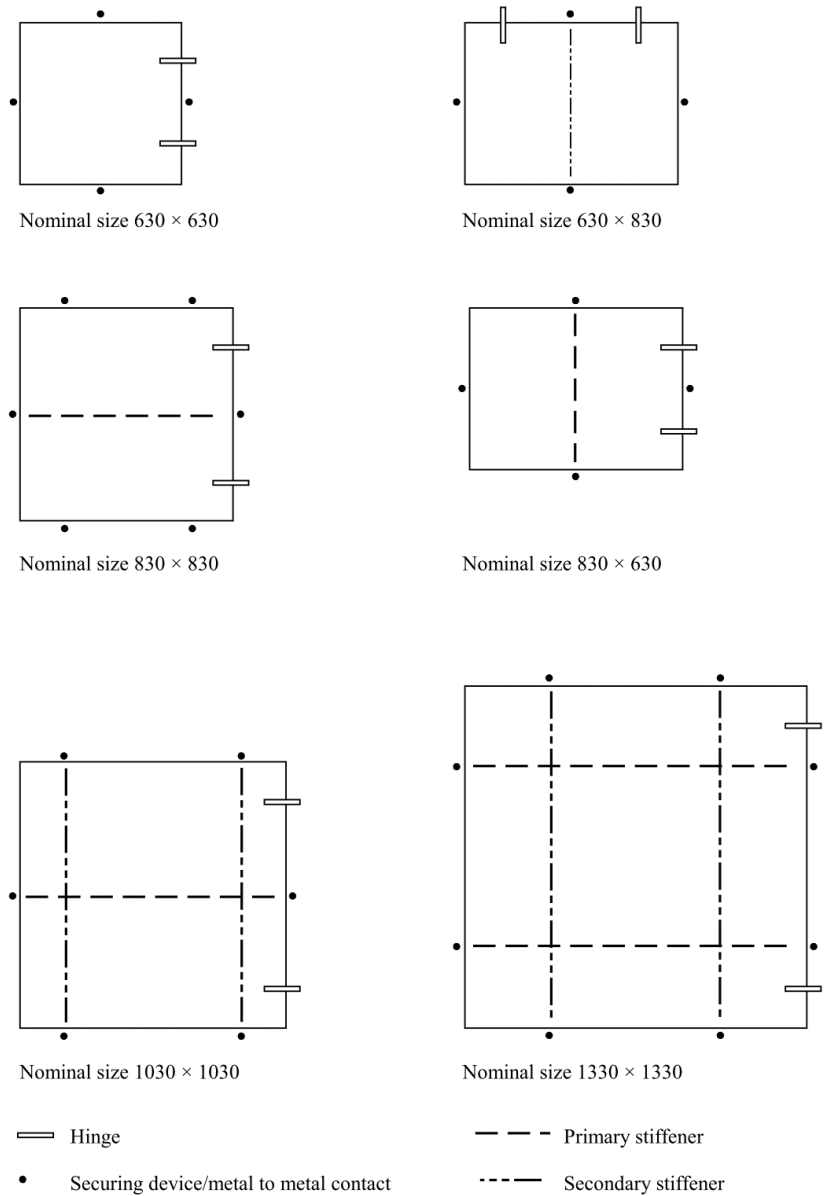 Nominal size 630 × 630
Nominal size 630 × 830
Nominal size 830 × 830
Nominal size 830 × 630
Nominal size 1030 × 1030
Nominal size 1330 × 1330
Hinge
Primary stiffener
Securing device/metal to metal contact
Secondary stiffener